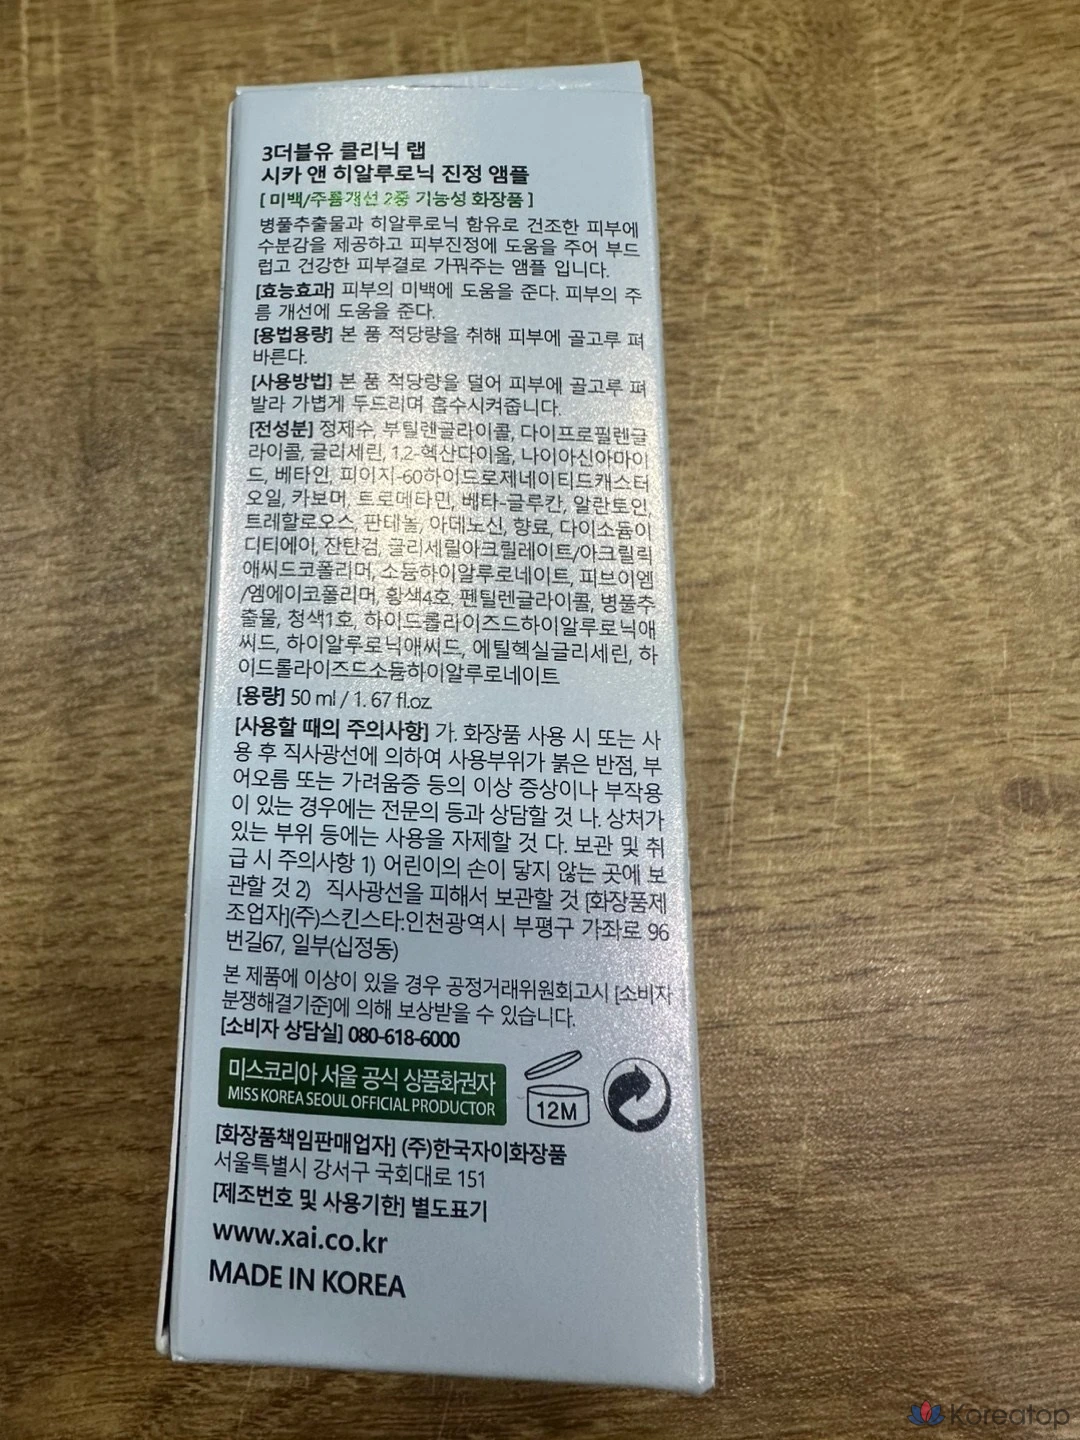 3더블유 클리닉 랩
시카 앤 히알루로닉 진정 앰플
[ 미백/주름개선 2중 기능성 화장품 ]
병풀추출물과 히알루로닉 함유로 건조한 피부에
수분감을 제공하고 피부진정에 도움을 주어 부드
럽고 건강한 피부결로 가꿔주는 앰플 입니다.
[효능효과] 피부의 미백에 도움을 준다. 피부의 주
름 개선에 도움을 준다.
[용법용량] 본 품 적당량을 취해 피부에 골고루 펴
바른다.
[사용방법] 본 품 적당량을 덜어 피부에 골고루 펴
발라 가볍게 두드리며 흡수시켜줍니다.
[전성분] 정제수, 부틸렌글라이콜, 다이프로필렌글
라이콜, 글리세린, 1,2-헥산다이올, 나이아신아마이
드, 베타인, 피이지-60하이드로제네이티드캐스터
오일, 카보머, 트로메타민, 베타-글루칸, 알란토인,
트레할로오스, 판테놀, 아데노신, 향료, 다이소듐이
디티에이, 잔탄검, 글리세릴아크릴레이트/아크릴릭
애씨드코폴리머, 소듐하이알루로네이트, 피브이엠
/엠에이코폴리머, 황색4호, 펜틸렌글라이콜, 병풀추
출물, 청색1호, 하이드롤라이즈드하이알루로닉애
씨드, 하이알루로닉애씨드, 에틸헥실글리세린, 하
이드롤라이즈드소듐하이알루로네이트
[용량] 50 ml / 1. 67 fl.oz.
[사용할 때의 주의사항] 가. 화장품 사용 시 또는 사
용 후 직사광선에 의하여 사용부위가 붉은 반점, 부
어오름 또는 가려움증 등의 이상 증상이나 부작용
이 있는 경우에는 전문의 등과 상담할 것 나. 상처가
있는 부위 등에는 사용을 자제할 것 다. 보관 및 취
급 시 주의사항 1) 어린이의 손이 닿지 않는 곳에 보
관할 것 2) 직사광선을 피해서 보관할 것 [화장품제
조업자](주)스킨스타:인천광역시 부평구 가좌로 96
번길67, 일부(십정동)
본 제품에 이상이 있을 경우 공정거래위원회고시 [소비자
분쟁해결기준]에 의해 보상받을 수 있습니다.
[소비자 상담실] 080-618-6000
미스코리아 서울 공식 상품화권자
MISS KOREA SEOUL OFFICIAL PRODUCTOR
12M
[화장품책임판매업자] (주)한국자이화장품
서울특별시 강서구 국회대로 151
[제조번호 및 사용기한] 별도표기
www.xai.co.kr
MADE IN KOREA
Koreatop